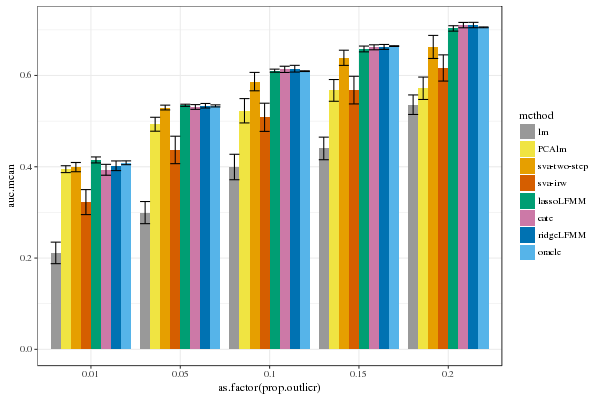 auc.mean
0.6
0.4
0.2
0.0
0.01
0.05
0.1
0.15
0.2
as.factor(prop.outlier)
method
lm
PCAlm
sva-two-step
sva-irw
lassoLFMM
cate
ridgeLFMM
oracle